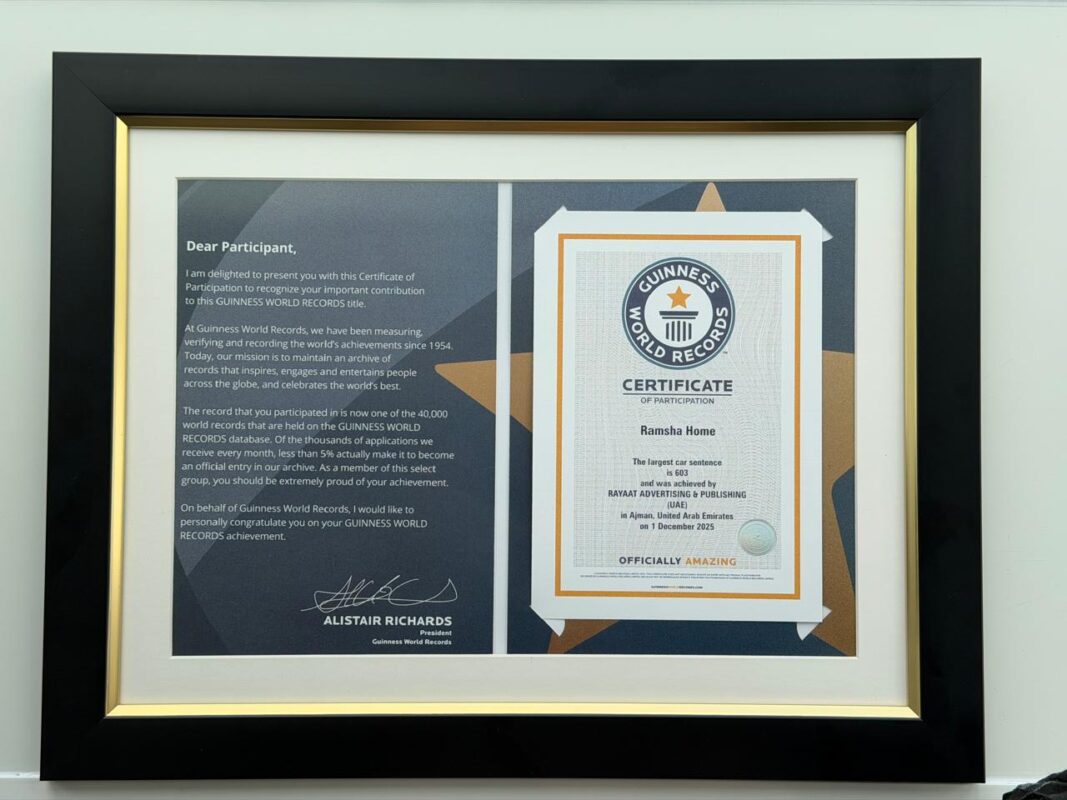 Dear Participant,
I am delighted to present you with this Certificate of
Participation to recognize your important contribution
to this GUINNESS WORLD RECORDS title.
At Guinness World Records, we have been measuring,
verifying and recording the world's achievements since 1954.
Today, our mission is to maintain an archive of
records that inspires, engages and entertains people
across the globe, and celebrates the world's best.
The record that you participated in is now one of the 40,000
world records that are held on the GUINNESS WORLD
RECORDS database. Of the thousands of applications we
receive every month, less than 5% actually make it to become
an official entry in our archive. As a member of this select
group, you should be extremely proud of your achievement.
On behalf of Guinness World Records, I would like to
personally congratulate you on your GUINNESS WORLD
RECORDS achievement.
ALISTAIR RICHARDS
President
Guinness World Records
GUINNESS
WORLD RECORDS
CERTIFICATE
OF PARTICIPATION
Ramsha Home
The largest car sentence
is 603
and was achieved by
RAYAAT ADVERTISING & PUBLISHING
(UAE)
in Ajman, United Arab Emirates
on 1 December 2025
OFFICIALLY AMAZING